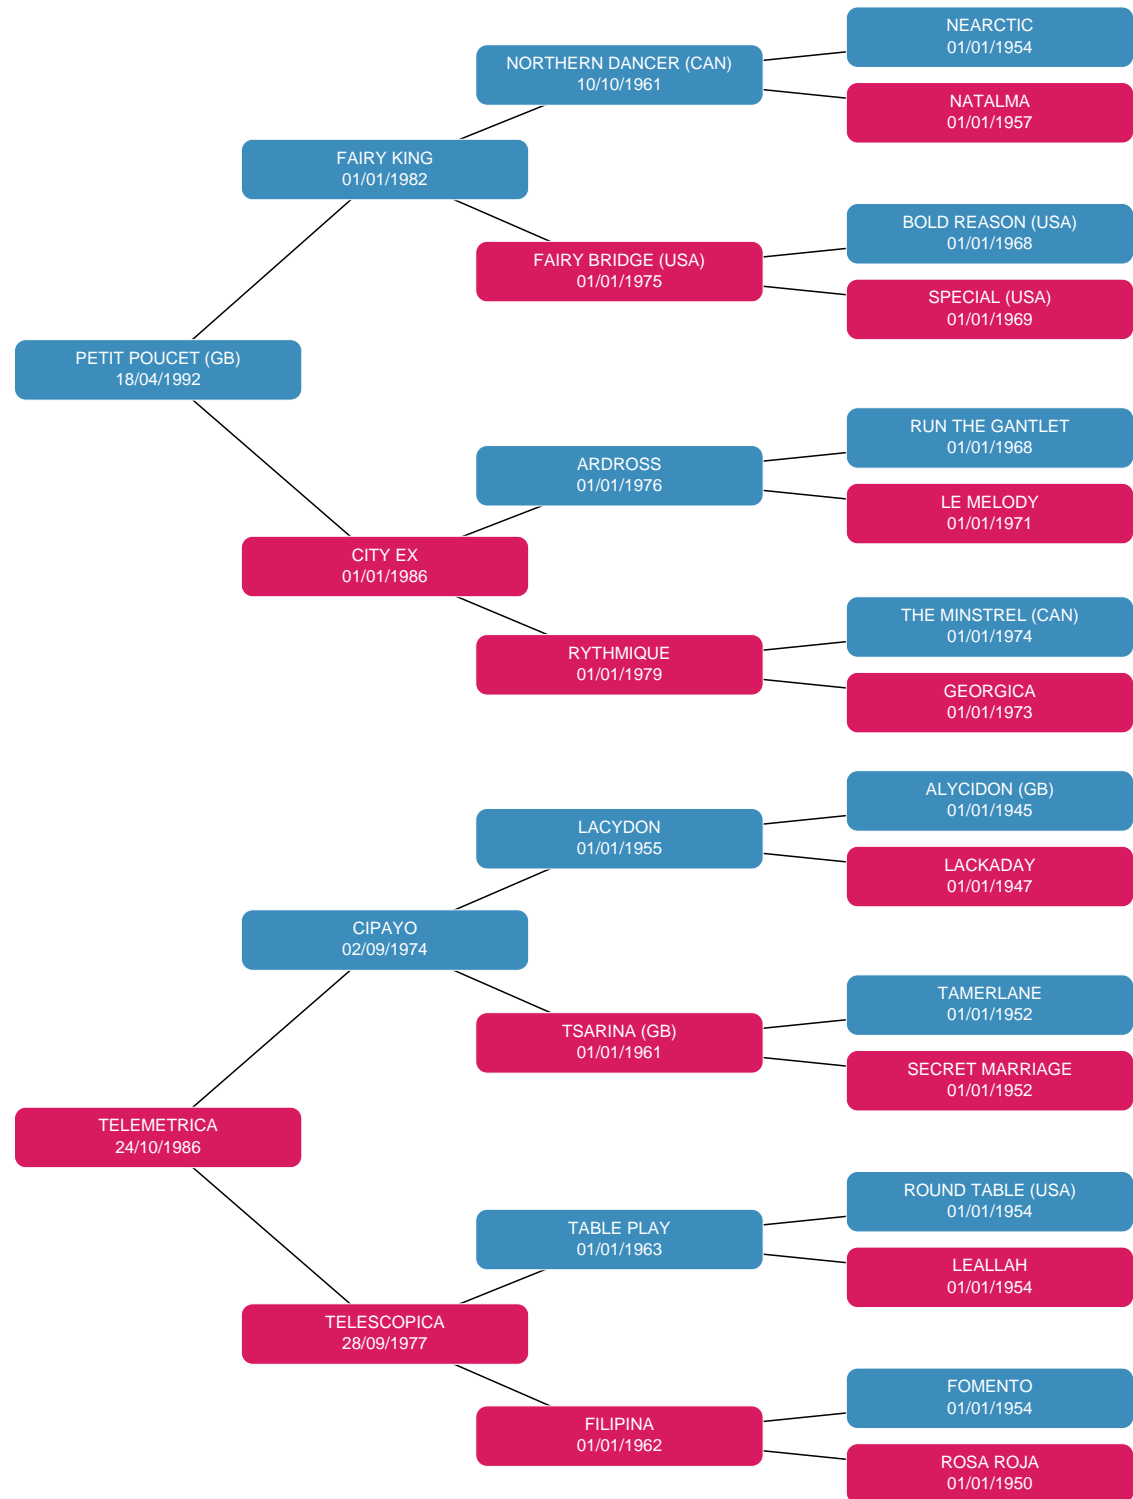 NEARCTIC
01/01/1954
NORTHERN DANCER (CAN)
10/10/1961
NATALMA
01/01/1957
FAIRY KING
01/01/1982
BOLD REASON (USA)
01/01/1968
FAIRY BRIDGE (USA)
01/01/1975
SPECIAL (USA)
01/01/1969
PETIT POUCET (GB)
18/04/1992
RUN THE GANTLET
01/01/1968
ARDROSS
01/01/1976
LE MELODY
01/01/1971
CITY EX
01/01/1986
THE MINSTREL (CAN)
01/01/1974
RYTHMIQUE
01/01/1979
GEORGICA
01/01/1973
ALYCIDON (GB)
01/01/1945
LACYDON
01/01/1955
LACKADAY
01/01/1947
CIPAYO
02/09/1974
TAMERLANE
01/01/1952
TSARINA (GB)
01/01/1961
SECRET MARRIAGE
01/01/1952
TELEMETRICA
24/10/1986
ROUND TABLE (USA)
01/01/1954
TABLE PLAY
01/01/1963
LEALLAH
01/01/1954
TELESCOPICA
28/09/1977
FOMENTO
01/01/1954
FILIPINA
01/01/1962
ROSA ROJA
01/01/1950